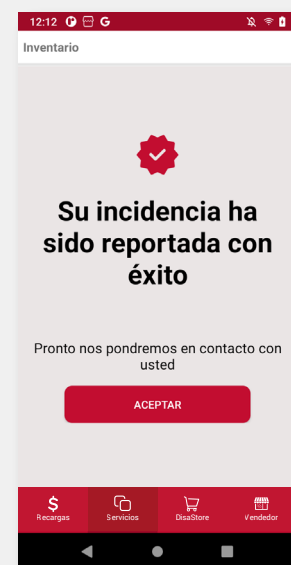 12:12
Inventario
Su incidencia ha
sido reportada con
éxito
Pronto nos pondremos en contacto con
usted
ACEPTAR
Recargas Servicios DisaStore Vendedor